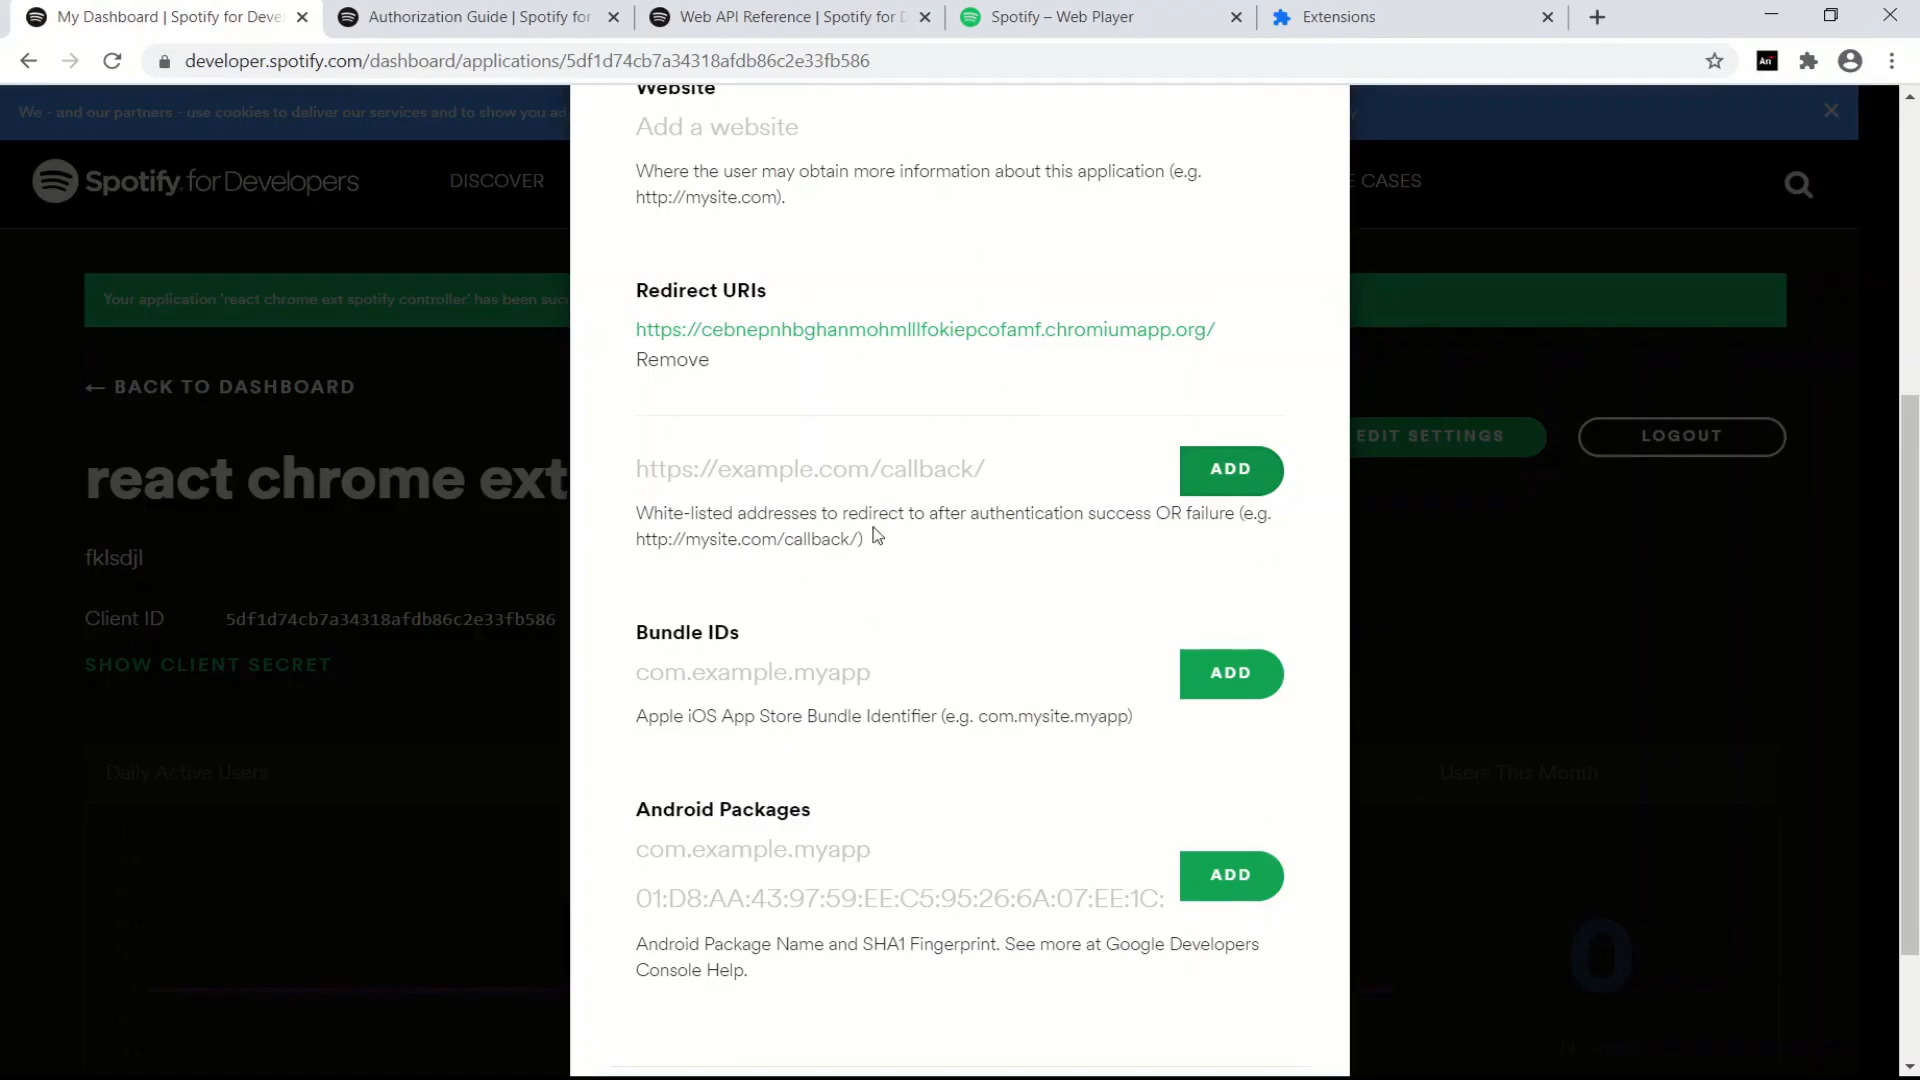 My Dashboard | Spotify for Deve
Authorization Guide | Spotify for
Web API Reference | Spotify for D
Spotify – Web Player
Extensions
developer.spotify.com/dashboard/applications/5df1d74cb7a34318afdb86c2e33fb586
We - and our partners - use cookies to deliver our services and to show you ad
Website
Add a website
Where the user may obtain more information about this application (e.g.
http://mysite.com).
Spotify for Developers
DISCOVER
E CASES
Redirect URIs
Your application 'react chrome ext spotify controller' has been suc
https://cebnepnhbghanmohmlllfokiepcofamf.chromiumapp.org/
Remove
← BACK TO DASHBOARD
EDIT SETTINGS
LOGOUT
react chrome ext
https://example.com/callback/
ADD
White-listed addresses to redirect to after authentication success OR failure (e.g.
http://mysite.com/callback/)
fklsdjl
Client ID
5df1d74cb7a34318afdb86c2e33fb586
SHOW CLIENT SECRET
Bundle IDs
com.example.myapp
ADD
Apple iOS App Store Bundle Identifier (e.g. com.mysite.myapp)
Daily Active Users
Users This Month
Android Packages
com.example.myapp
01:D8:AA:43:97:59:EE:C5:95:26:6A:07:EE:1C:
ADD
Android Package Name and SHA1 Fingerprint. See more at Google Developers
Console Help.
0